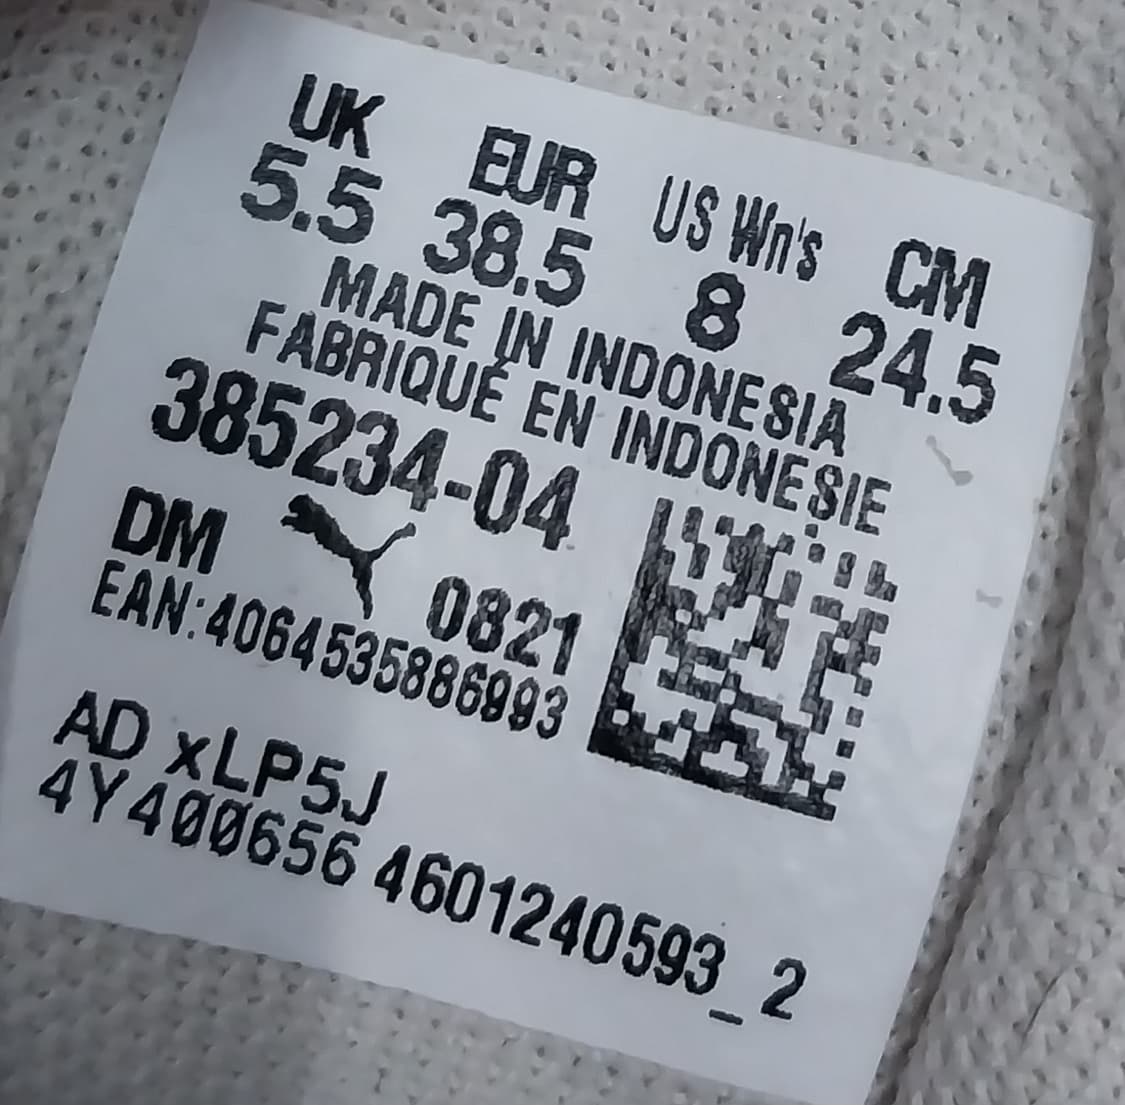 UK EUR US Wn's CM
5.5 38.5 8 24.5
MADE IN INDONESIA
FABRIQUÉ EN INDONESIE
385234-04
DM 0821
EAN:4064535886993
AD xLP5J
4Y400656 4601240593_2